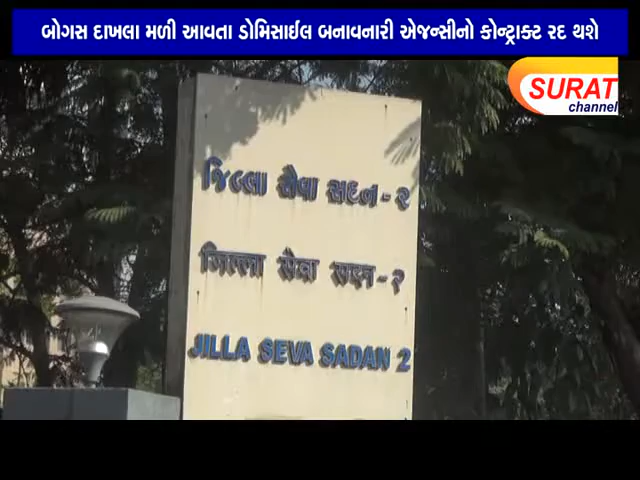 બોગસ દાખલા મળી આવતા ડોમિસાઈલ બનાવનારી એજન્સીનો કોન્ટ્રાક્ટ રદ થશે
SURAT
channel
જિલ્લા સેવા સદન - ૨
जिल्ला सेवा सदन - २
JILLA SEVA SADAN 2